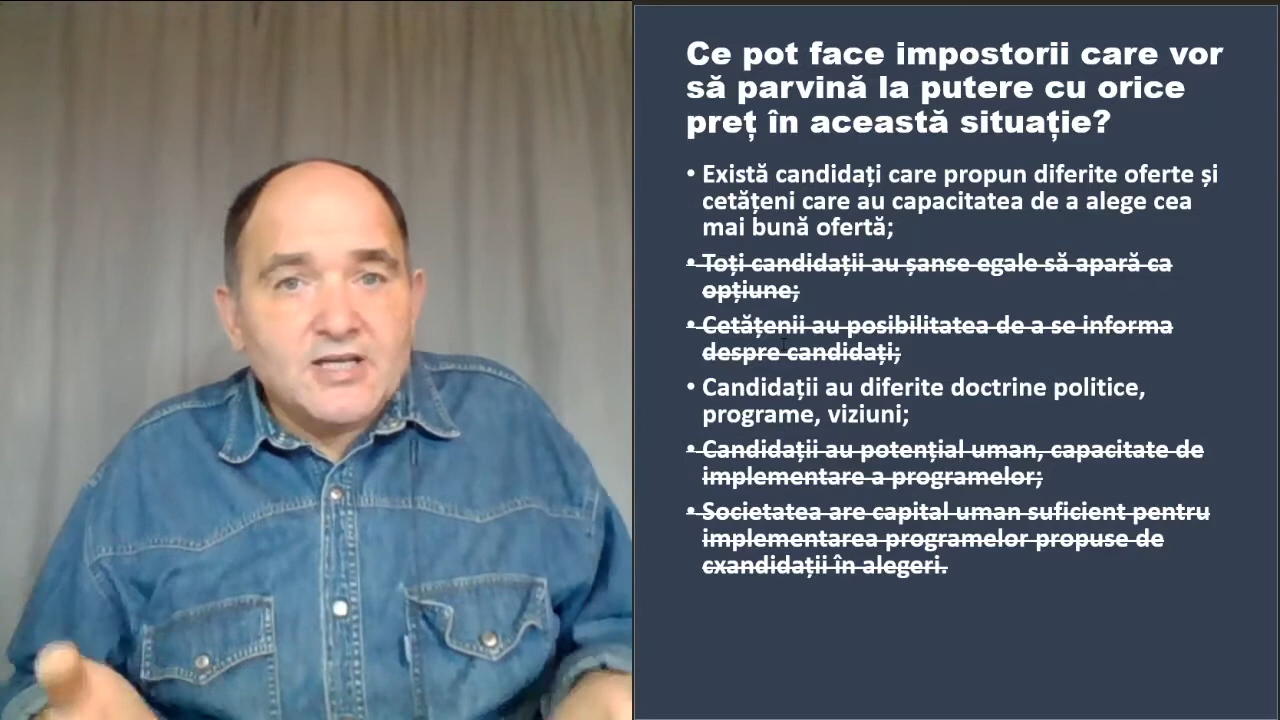 Ce pot face impostorii care vor
să parvină la putere cu orice
preț în această situație?
• Există candidați care propun diferite oferte și
cetățeni care au capacitatea de a alege cea
mai bună ofertă;
• Toți candidații au șanse egale să apară ca
opțiune;
• Cetățenii au posibilitatea de a se informa
despre candidați;
• Candidații au diferite doctrine politice,
programe, viziuni;
• Candidații au potențial uman, capacitate de
implementare a programelor;
• Societatea are capital uman suficient pentru
implementarea programelor propuse de
cxandidații în alegeri.